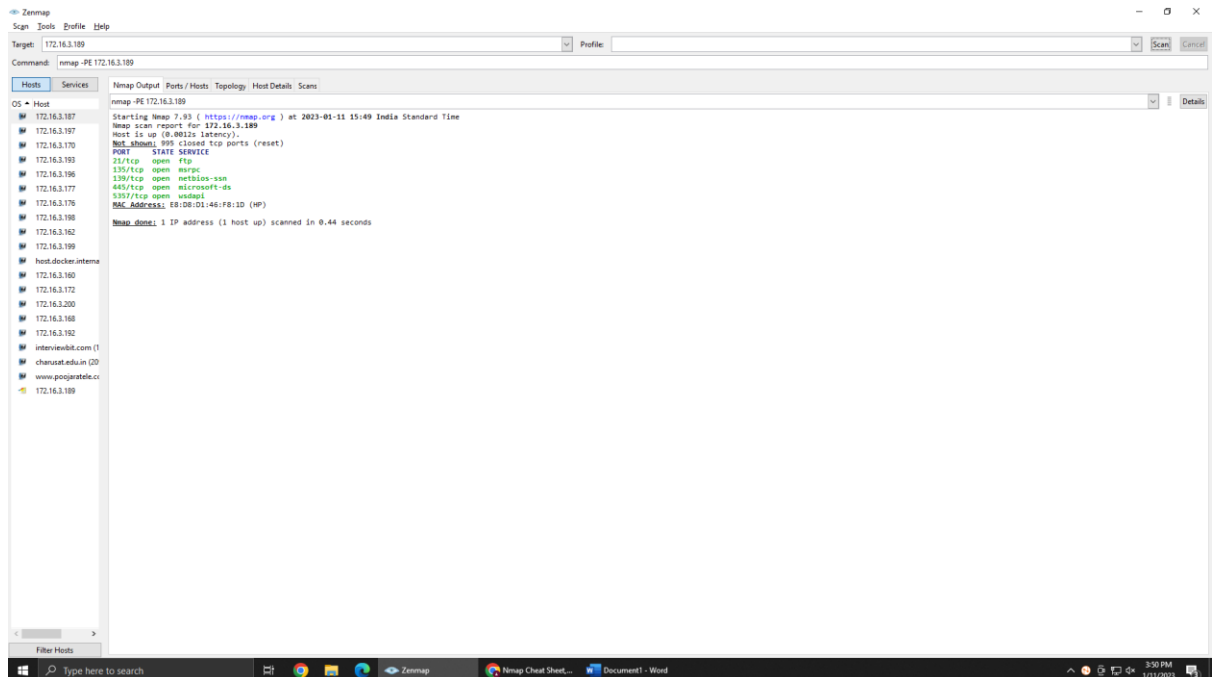 Zenmap
Scan Tools Profile Help
Target: 172.16.3.189 Profile: Scan Cancel
Command: nmap -PE 172.16.3.189
Hosts Services Nmap Output Ports / Hosts Topology Host Details Scans
OS Host
nmap -PE 172.16.3.189 Details
172.16.3.187
172.16.3.197
172.16.3.170
172.16.3.193
172.16.3.196
172.16.3.177
172.16.3.176
172.16.3.198
172.16.3.162
172.16.3.199
host.docker.interna
172.16.3.160
172.16.3.172
172.16.3.200
172.16.3.168
172.16.3.192
interviewbit.com (1
charusat.edu.in (20
www.poojaratele.co
172.16.3.189
Starting Nmap 7.93 ( https://nmap.org ) at 2023-01-11 15:49 India Standard Time
Nmap scan report for 172.16.3.189
Host is up (0.0012s latency).
Not shown: 995 closed tcp ports (reset)
PORT STATE SERVICE
21/tcp open ftp
135/tcp open msrpc
139/tcp open netbios-ssn
445/tcp open microsoft-ds
5357/tcp open wsdapi
MAC Address: E8:D8:D1:46:F8:1D (HP)
Nmap done: 1 IP address (1 host up) scanned in 0.44 seconds
Filter Hosts
Type here to search
Zenmap
Nmap Cheat Sheet,...
Document1 - Word
3:50 PM
1/11/2023